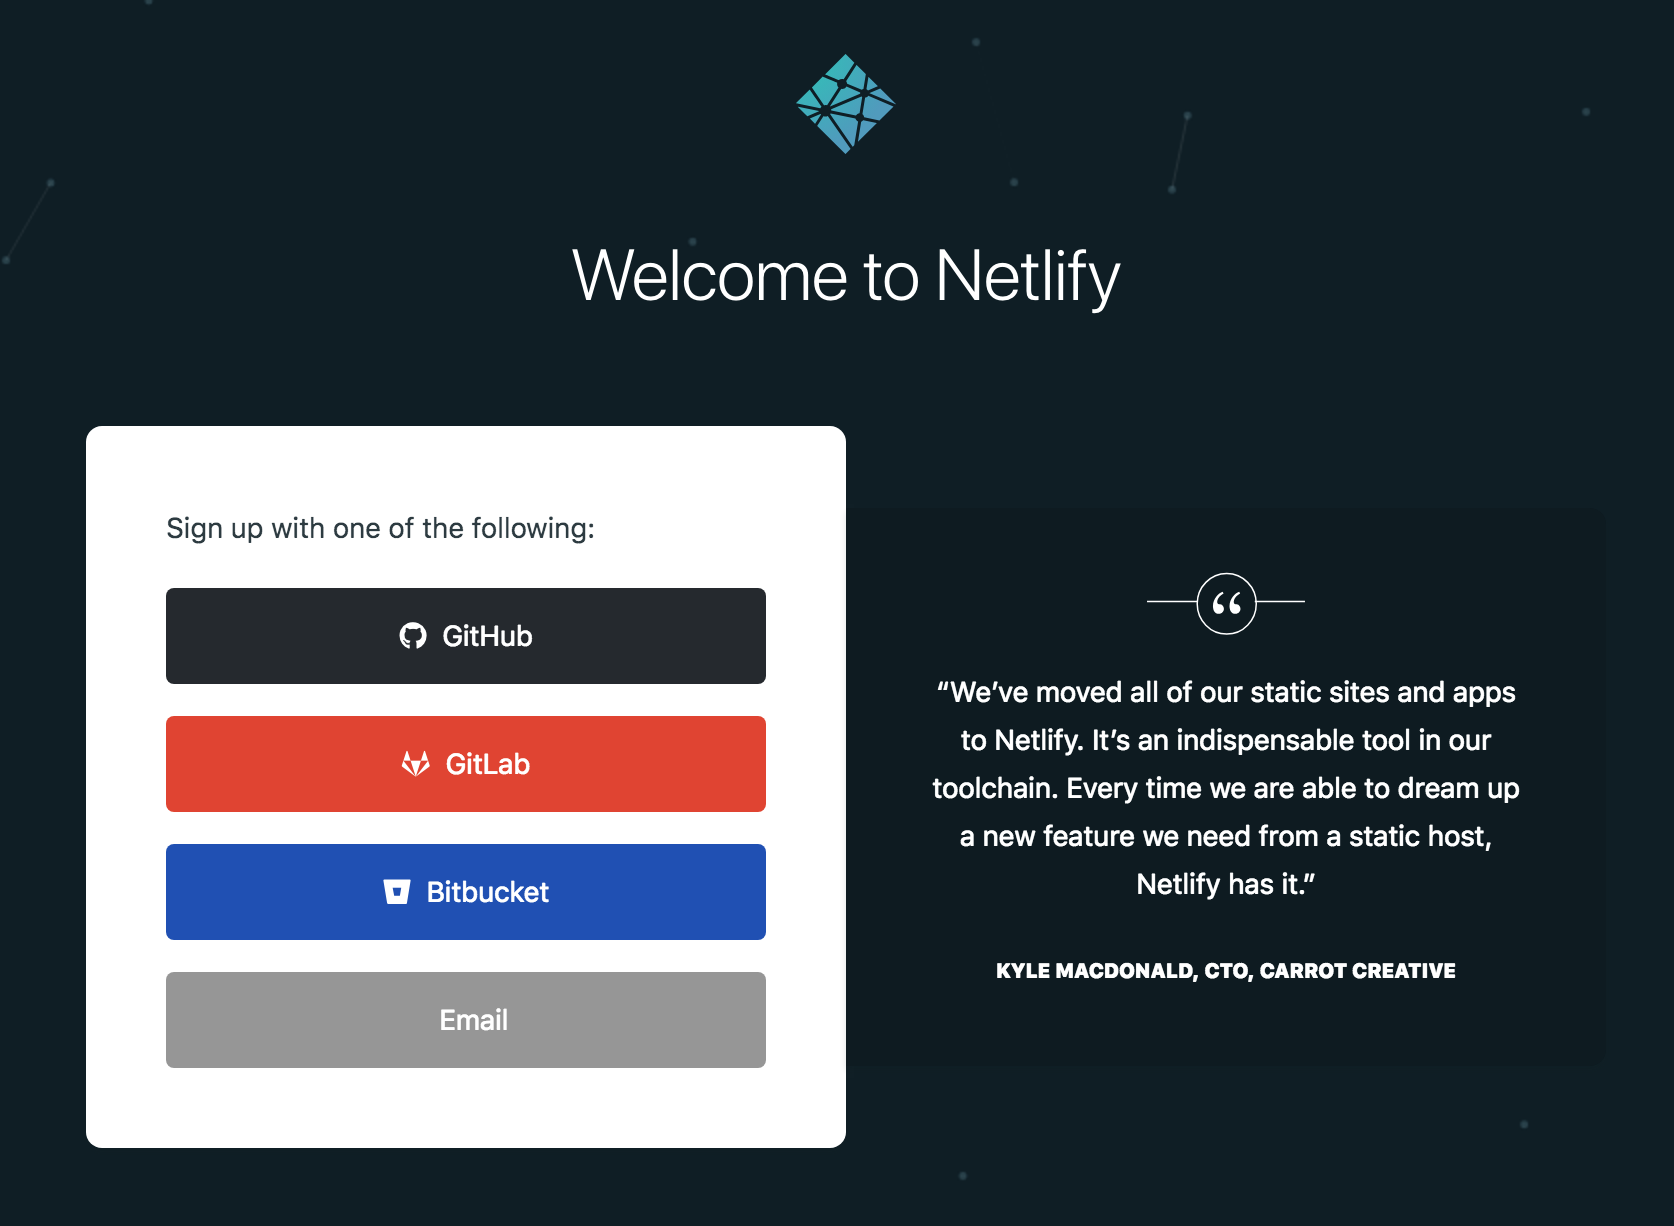 Welcome to Netlify
Sign up with one of the following:
GitHub
GitLab
Bitbucket
Email
“We’ve moved all of our static sites and apps
to Netlify. It’s an indispensable tool in our
toolchain. Every time we are able to dream up
a new feature we need from a static host,
Netlify has it.”
KYLE MACDONALD, CTO, CARROT CREATIVE